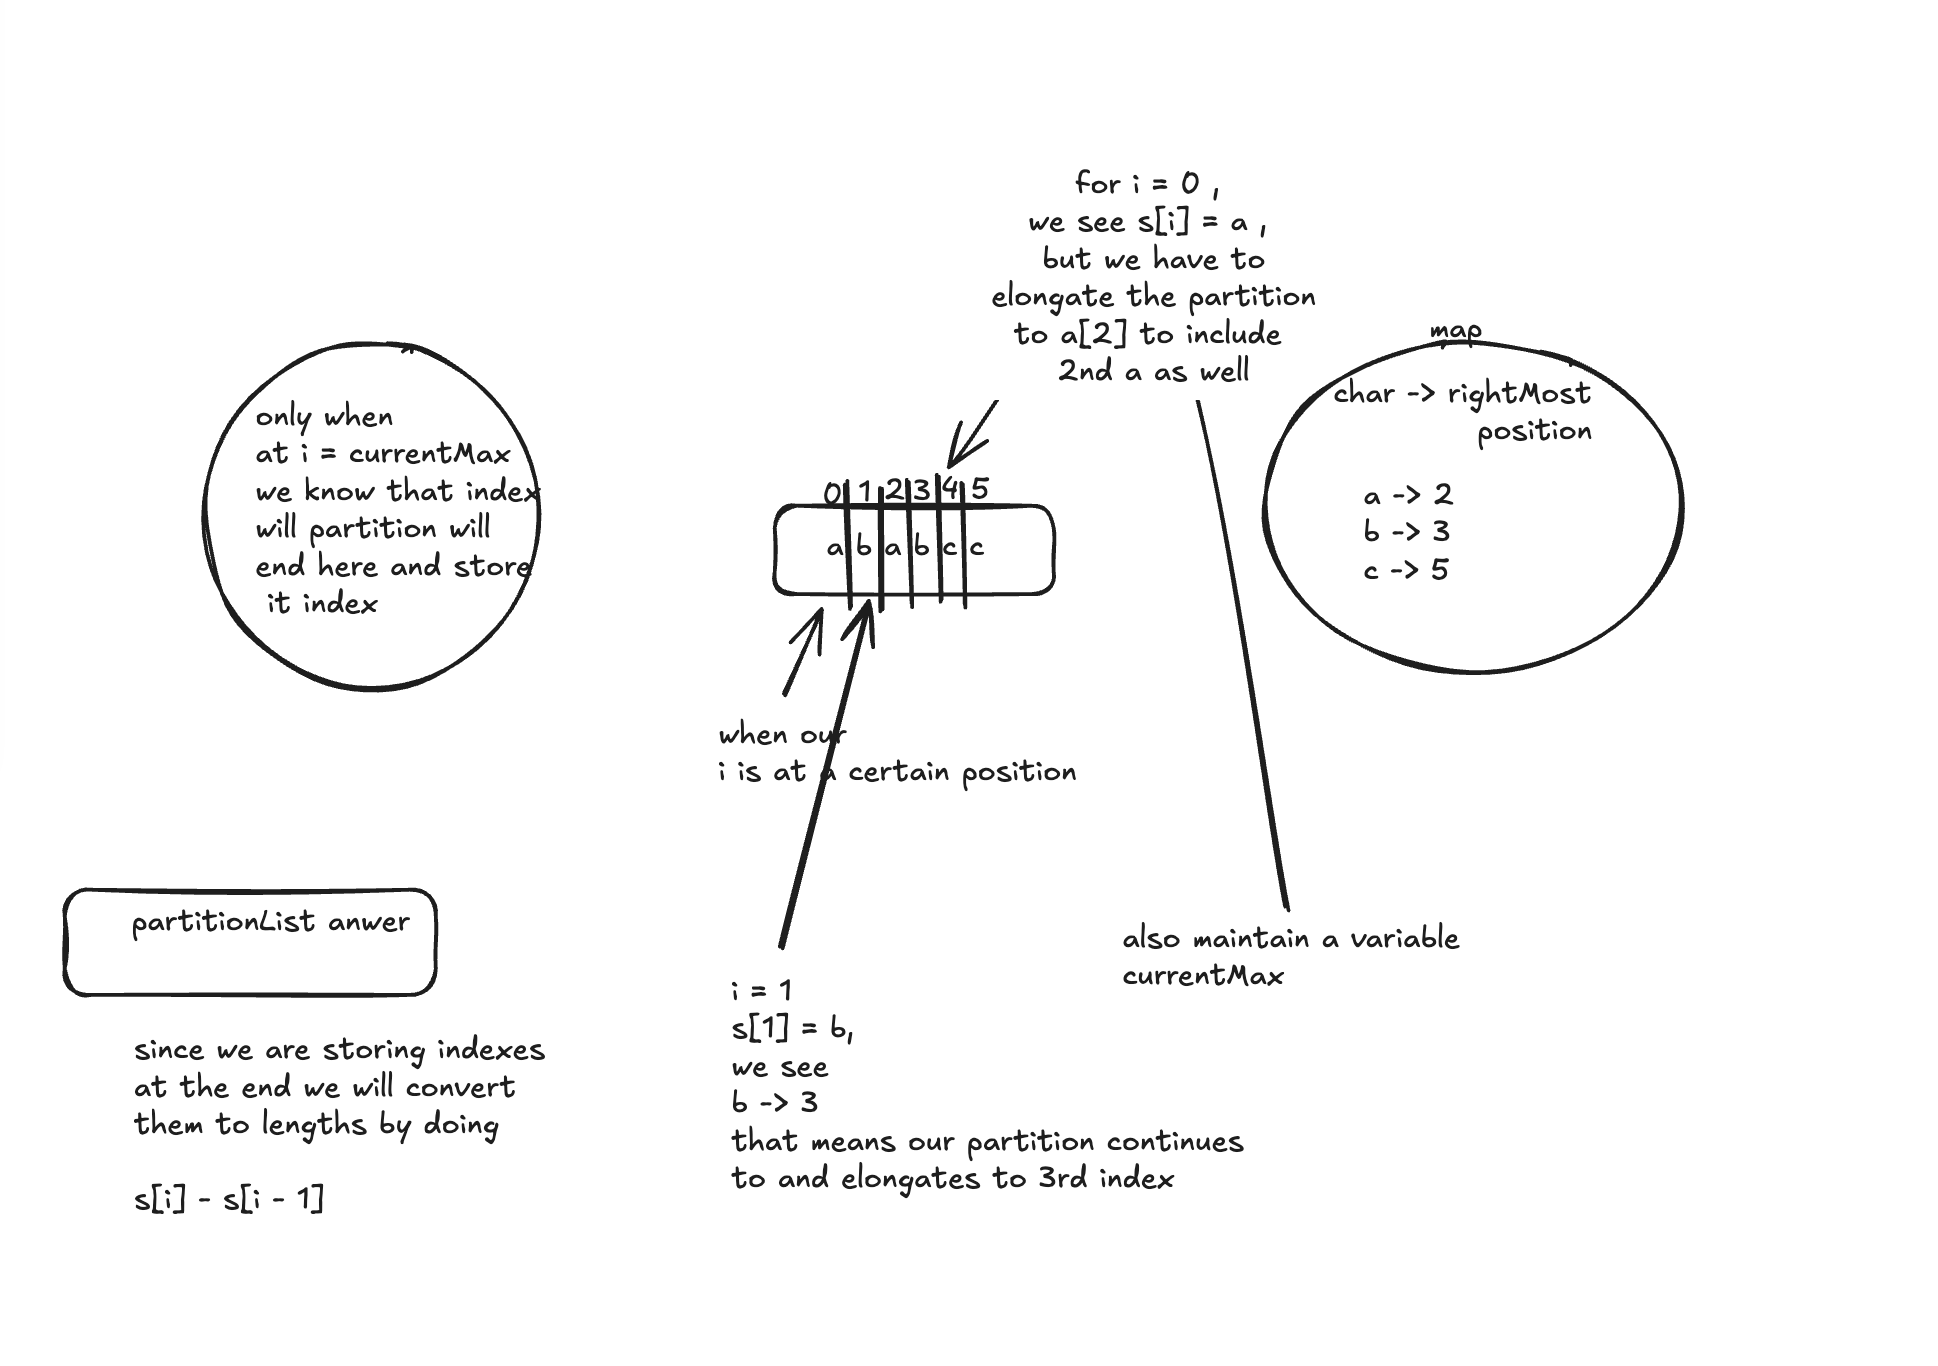 for i = 0 ,
we see s[i] = a ,
but we have to
elongate the partition
to a[2] to include
2nd a as well
map
char -> rightMost
position
a -> 2
b -> 3
c -> 5
only when
at i = currentMax
we know that index
will partition will
end here and store
it index
0 1 2 3 4 5
a b a b c c
when our
i is at a certain position
partitionList anwer
since we are storing indexes
at the end we will convert
them to lengths by doing
s[i] - s[i - 1]
i = 1
s[1] = b,
we see
b -> 3
that means our partition continues
to and elongates to 3rd index
also maintain a variable
currentMax